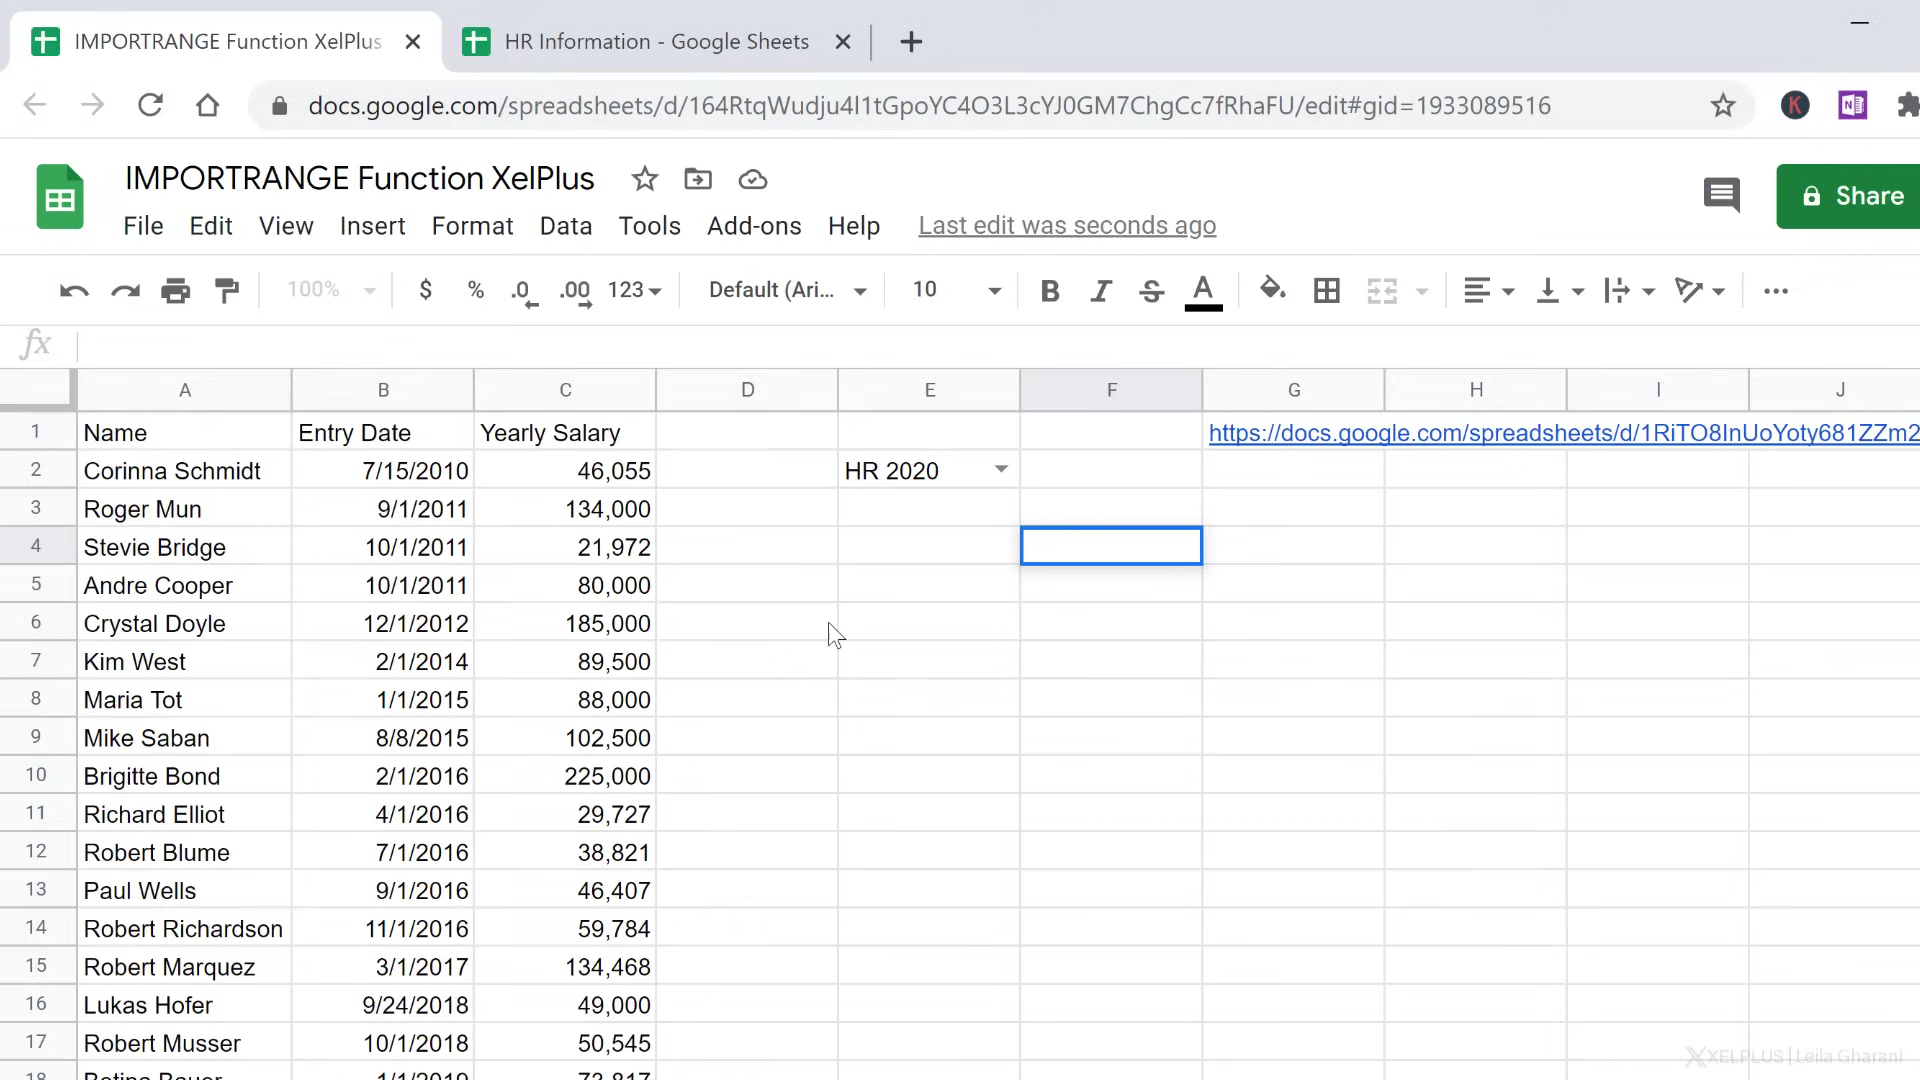 IMPORTRANGE Function XelPlus
HR Information - Google Sheets
docs.google.com/spreadsheets/d/164RtqWudju4l1tGpoYC4O3L3cYJ0GM7ChgCc7fRhaFU/edit#gid=1933089516
K
N
IMPORTRANGE Function XelPlus
File Edit View Insert Format Data Tools Add-ons Help Last edit was seconds ago
Share
100% $ % .0 .00 123 Default (Ari... 10 B I S A
fx
A B C D E F G H I J
1 Name Entry Date Yearly Salary https://docs.google.com/spreadsheets/d/1RiTO8InUoYoty681ZZm2
2 Corinna Schmidt 7/15/2010 46,055 HR 2020
3 Roger Mun 9/1/2011 134,000
4 Stevie Bridge 10/1/2011 21,972
5 Andre Cooper 10/1/2011 80,000
6 Crystal Doyle 12/1/2012 185,000
7 Kim West 2/1/2014 89,500
8 Maria Tot 1/1/2015 88,000
9 Mike Saban 8/8/2015 102,500
10 Brigitte Bond 2/1/2016 225,000
11 Richard Elliot 4/1/2016 29,727
12 Robert Blume 7/1/2016 38,821
13 Paul Wells 9/1/2016 46,407
14 Robert Richardson 11/1/2016 59,784
15 Robert Marquez 3/1/2017 134,468
16 Lukas Hofer 9/24/2018 49,000
17 Robert Musser 10/1/2018 50,545
XELPLUS | Leila Gharani